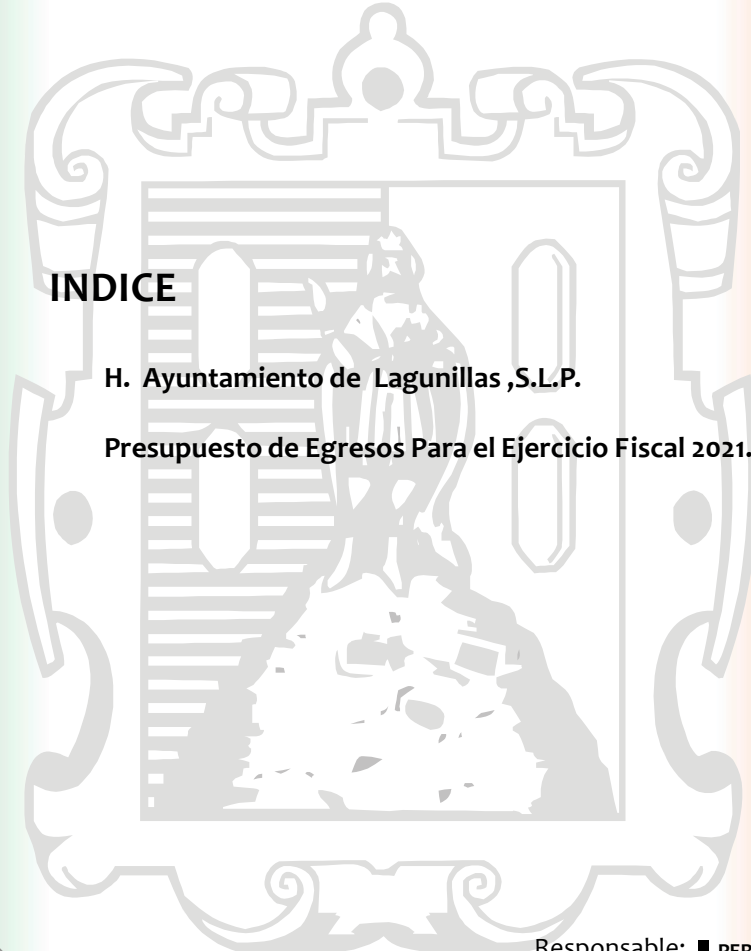 INDICE
H. Ayuntamiento de Lagunillas ,S.L.P.
Presupuesto de Egresos Para el Ejercicio Fiscal 2021.
Responsable: